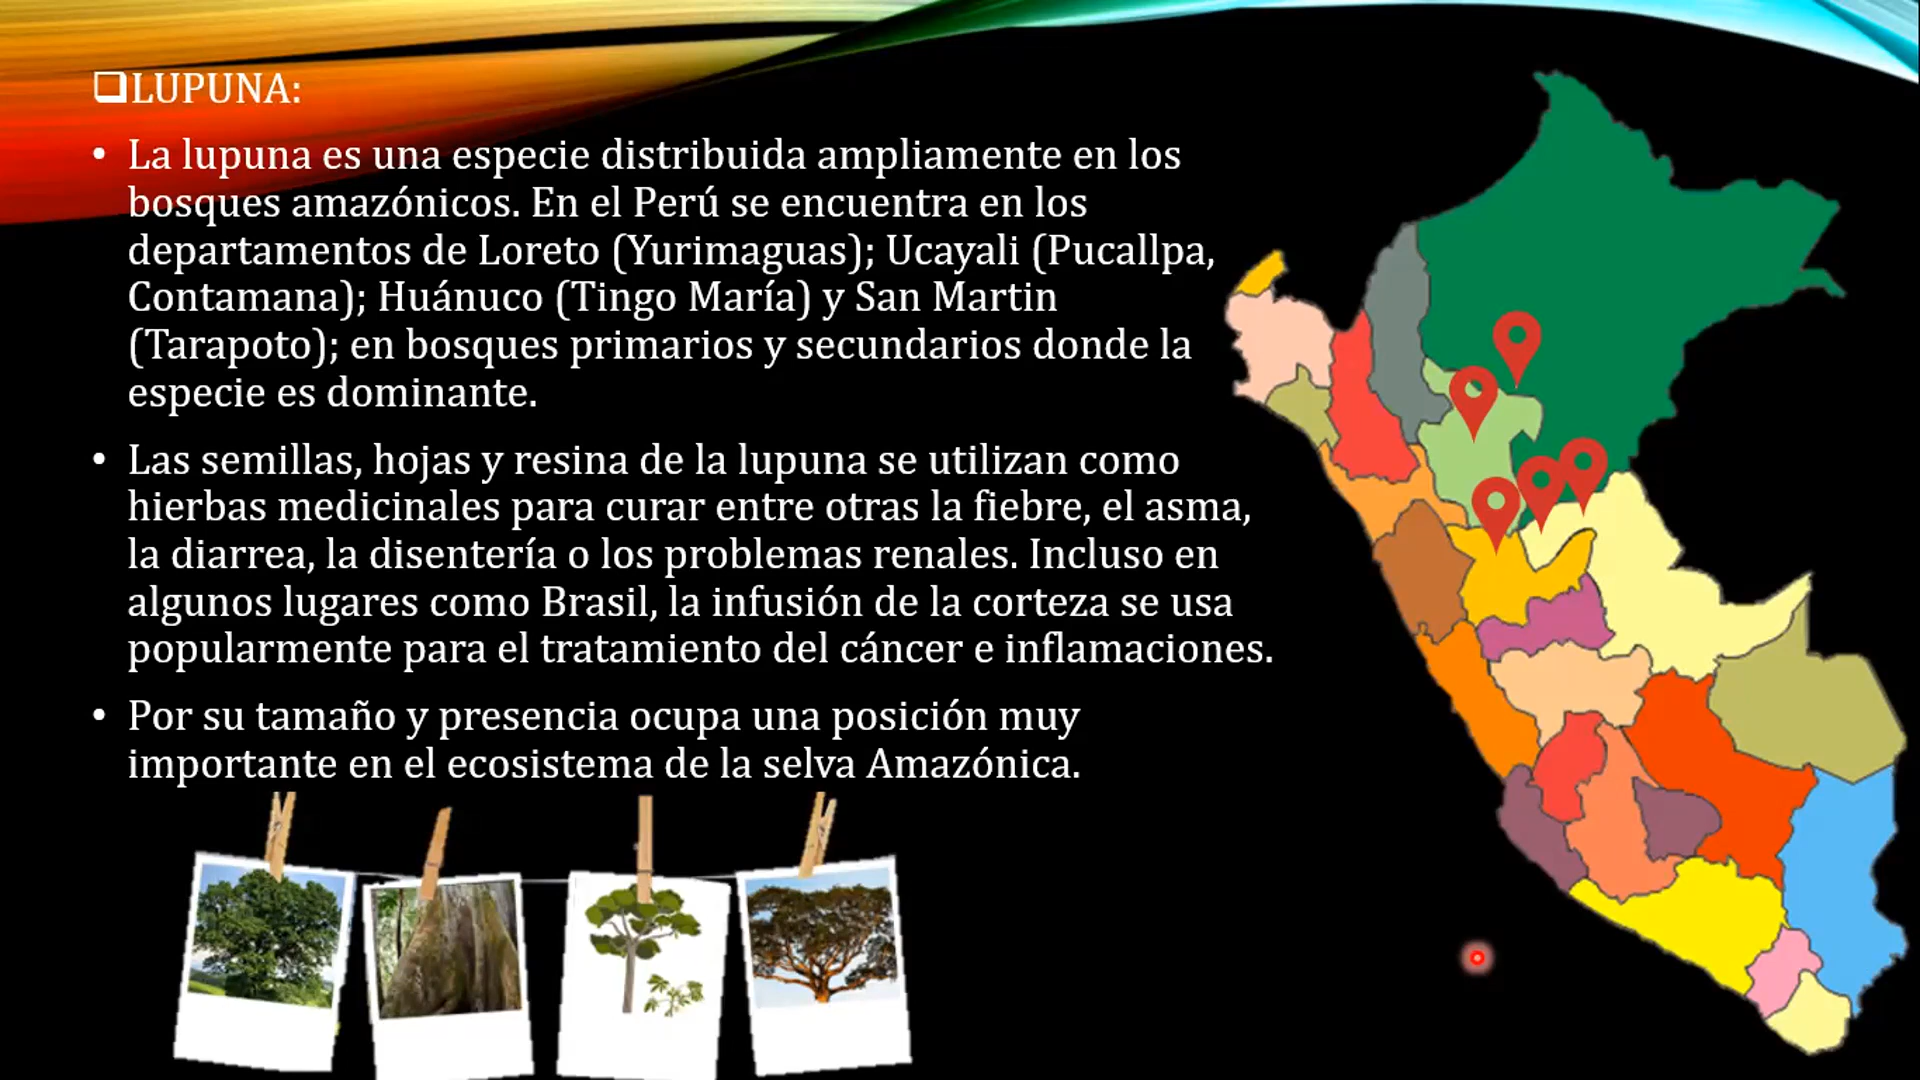 LUPUNA:
• La lupuna es una especie distribuida ampliamente en los
bosques amazónicos. En el Perú se encuentra en los
departamentos de Loreto (Yurimaguas); Ucayali (Pucallpa,
Contamana); Huánuco (Tingo María) y San Martin
(Tarapoto); en bosques primarios y secundarios donde la
especie es dominante.
• Las semillas, hojas y resina de la lupuna se utilizan como
hierbas medicinales para curar entre otras la fiebre, el asma,
la diarrea, la disentería o los problemas renales. Incluso en
algunos lugares como Brasil, la infusión de la corteza se usa
popularmente para el tratamiento del cáncer e inflamaciones.
• Por su tamaño y presencia ocupa una posición muy
importante en el ecosistema de la selva Amazónica.